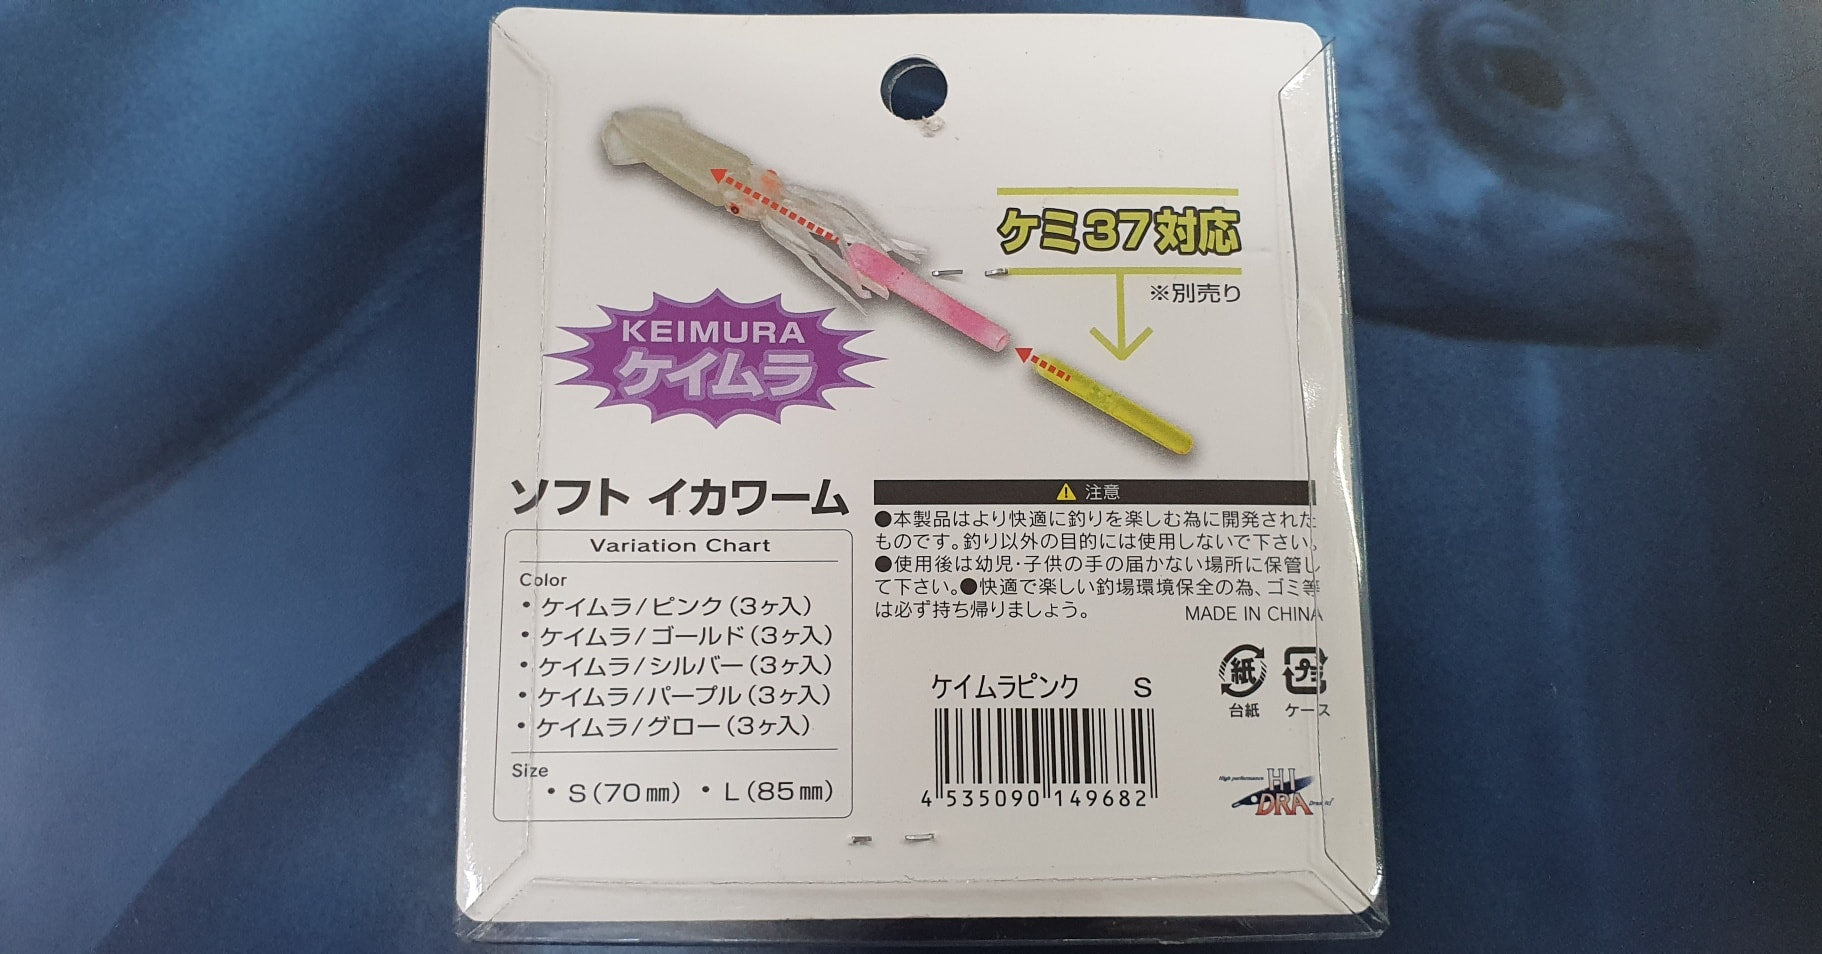 ケミ37対応
※別売り
KEIMURA
ケイムラ
ソフト イカワーム
Variation Chart
Color
・ケイムラ/ピンク(3ヶ入)
・ケイムラ/ゴールド(3ヶ入)
・ケイムラ/シルバー(3ヶ入)
・ケイムラ/パープル(3ヶ入)
・ケイムラ/グロー(3ヶ入)
Size
・S(70㎜) ・L(85㎜)
注意
●本製品はより快適に釣りを楽しむ為に開発された
ものです。釣り以外の目的には使用しないで下さい。
●使用後は幼児・子供の手の届かない場所に保管し
て下さい。●快適で楽しい釣場環境保全の為、ゴミ等
は必ず持ち帰りましょう。
MADE IN CHINA
紙
プラ
台紙
ケース
ケイムラピンク S
4 535090 149682
High performance
HI
DRA